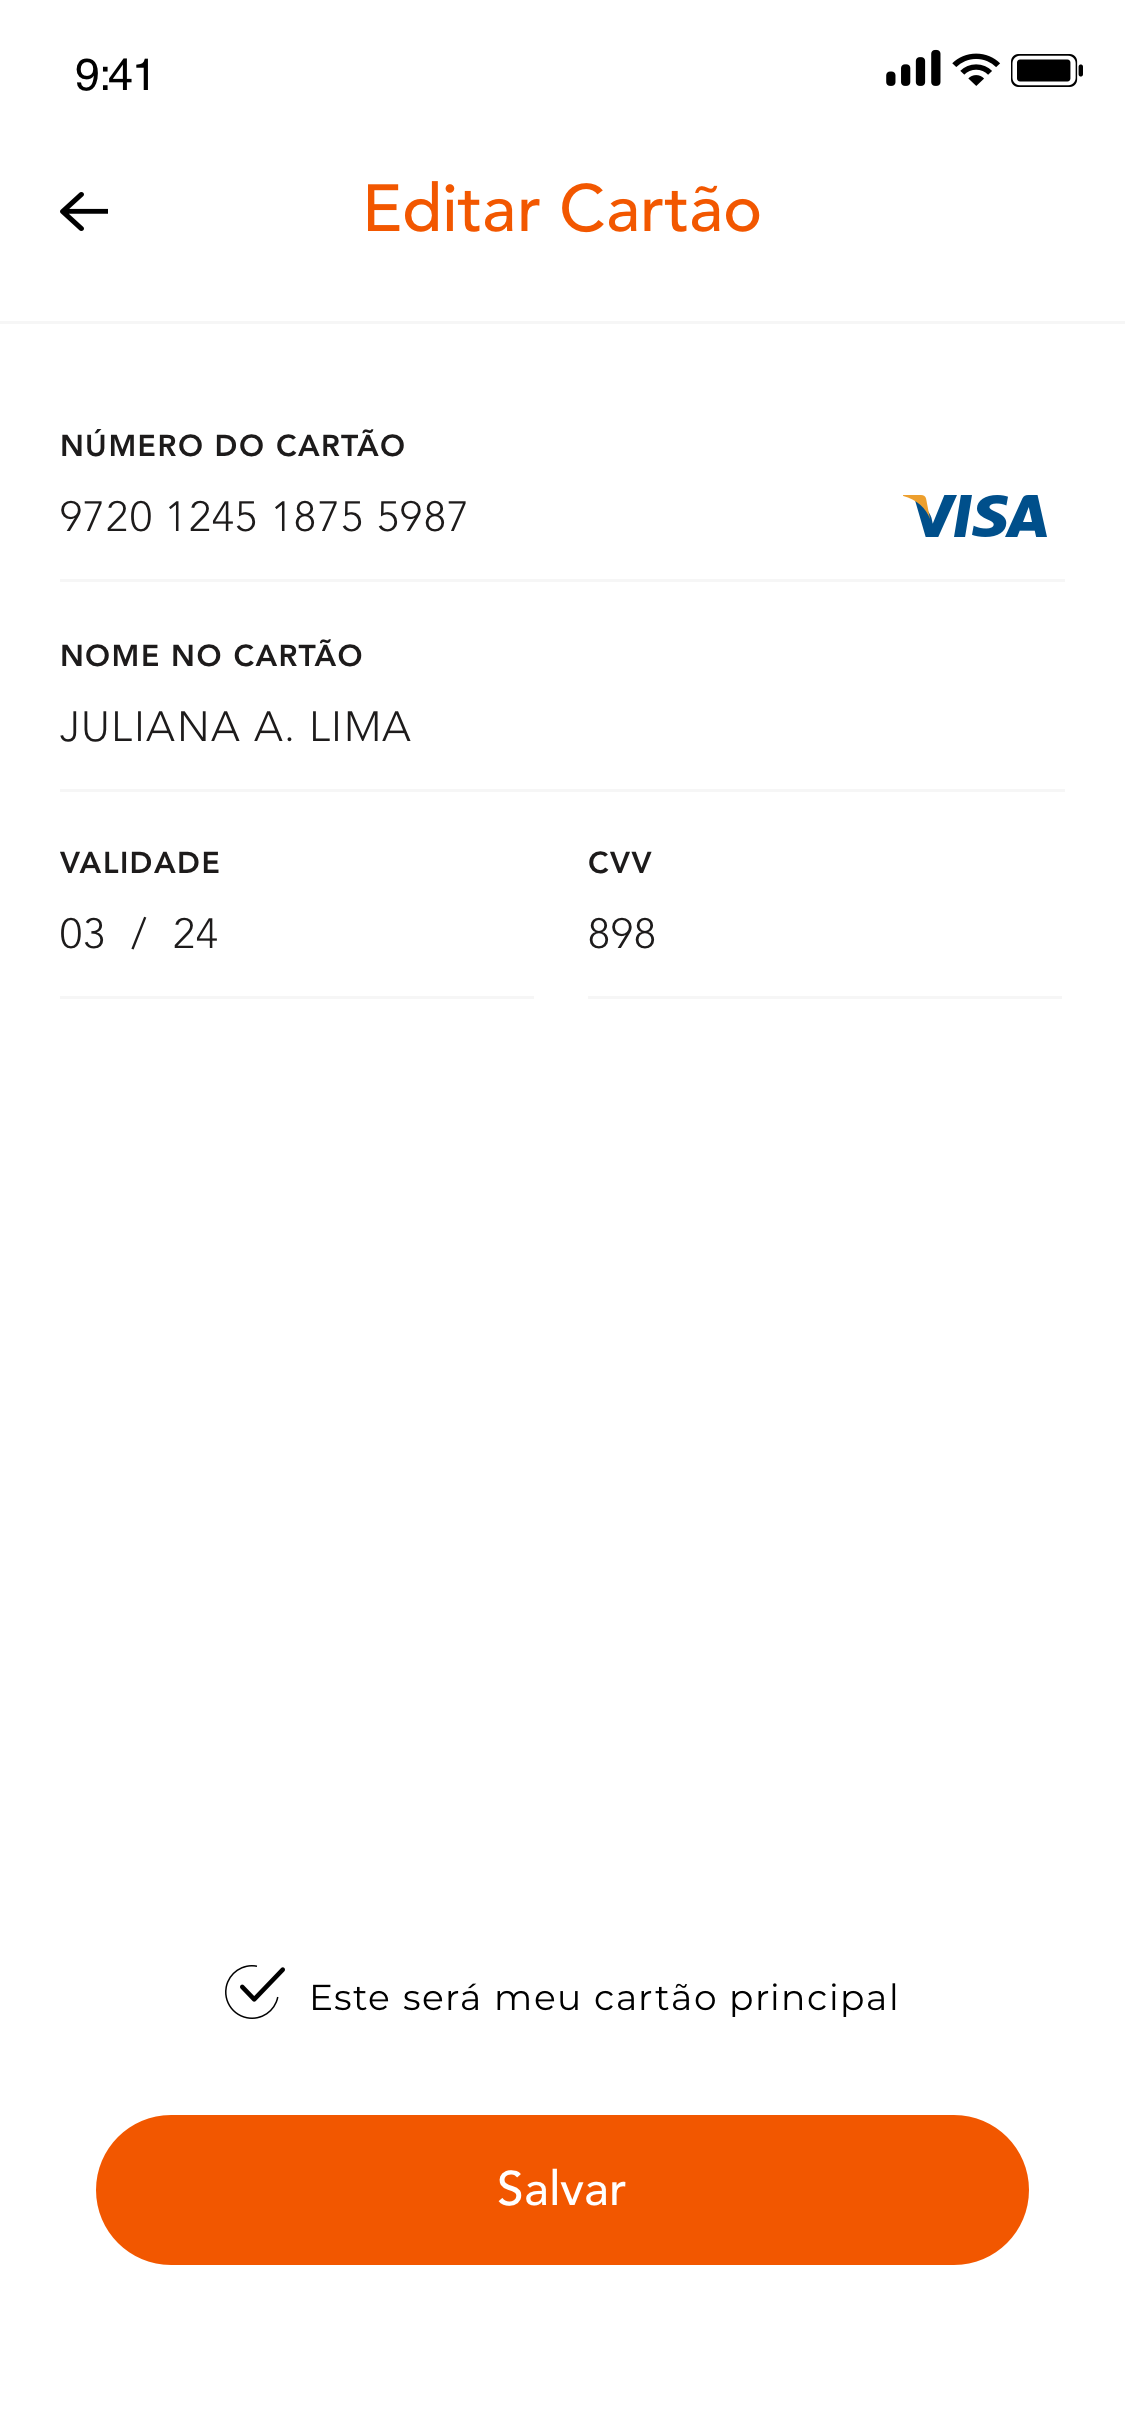 9:41
Editar Cartão
NÚMERO DO CARTÃO
9720 1245 1875 5987
VISA
NOME NO CARTÃO
JULIANA A. LIMA
VALIDADE CVV
03 / 24 898
Este será meu cartão principal
Salvar